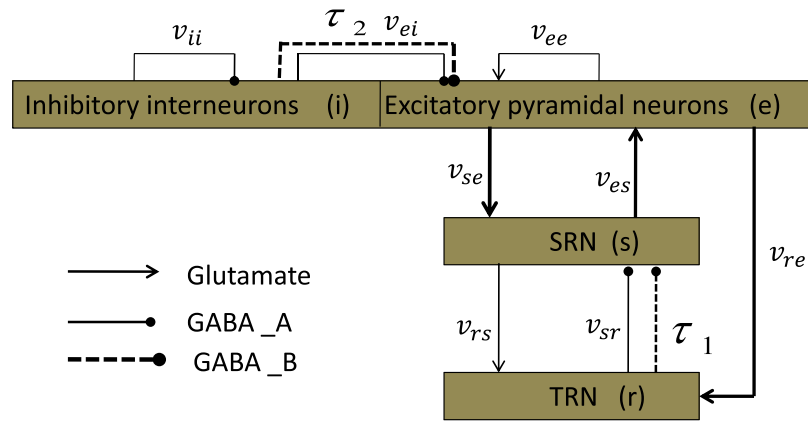 τ 2 v_ei
v_ii
v_ee
Inhibitory interneurons (i)
Excitatory pyramidal neurons (e)
v_se
v_es
v_re
SRN (s)
Glutamate
GABA _A
GABA _B
v_rs
v_sr
τ 1
TRN (r)